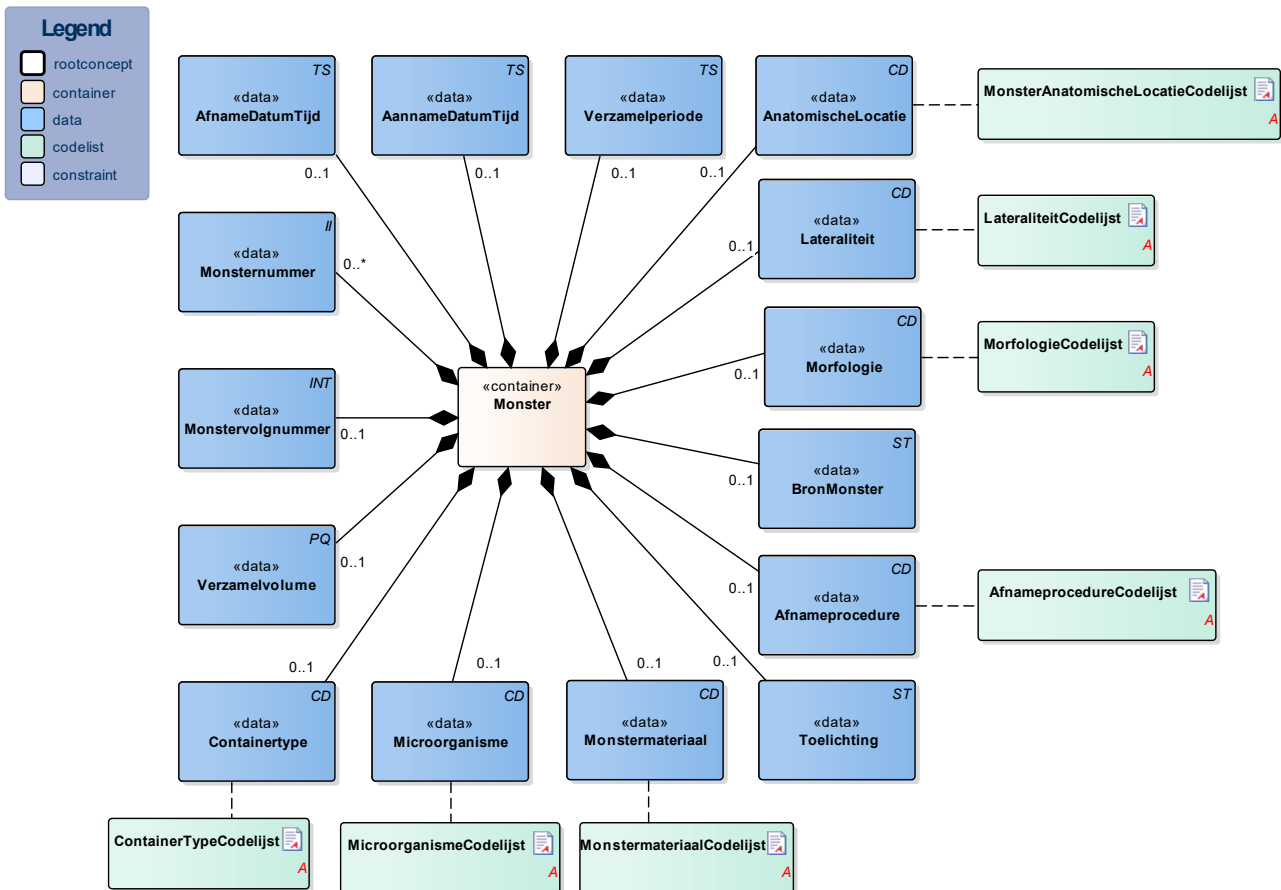 Legend
rootconcept
container
data
codelist
constraint
TS
«data»
AfnameDatumTijd
0..1
TS
«data»
AannameDatumTijd
0..1
TS
«data»
Verzamelperiode
0..1
CD
«data»
AnatomischeLocatie
0..1
MonsterAnatomischeLocatieCodelijst
A
II
«data»
Monsternummer
0..*
CD
«data»
Lateraliteit
0..1
LateraliteitCodelijst
A
CD
«data»
Morfologie
0..1
MorfologieCodelijst
A
«container»
Monster
INT
«data»
Monstervolgnummer
0..1
ST
«data»
BronMonster
0..1
PQ
«data»
Verzamelvolume
0..1
CD
«data»
Afnameprocedure
0..1
AfnameprocedureCodelijst
A
0..1
CD
«data»
Containertype
0..1
CD
«data»
Microorganisme
0..1
CD
«data»
Monstermateriaal
0..1
ST
«data»
Toelichting
ContainerTypeCodelijst
A
MicroorganismeCodelijst
A
MonstermateriaalCodelijst
A